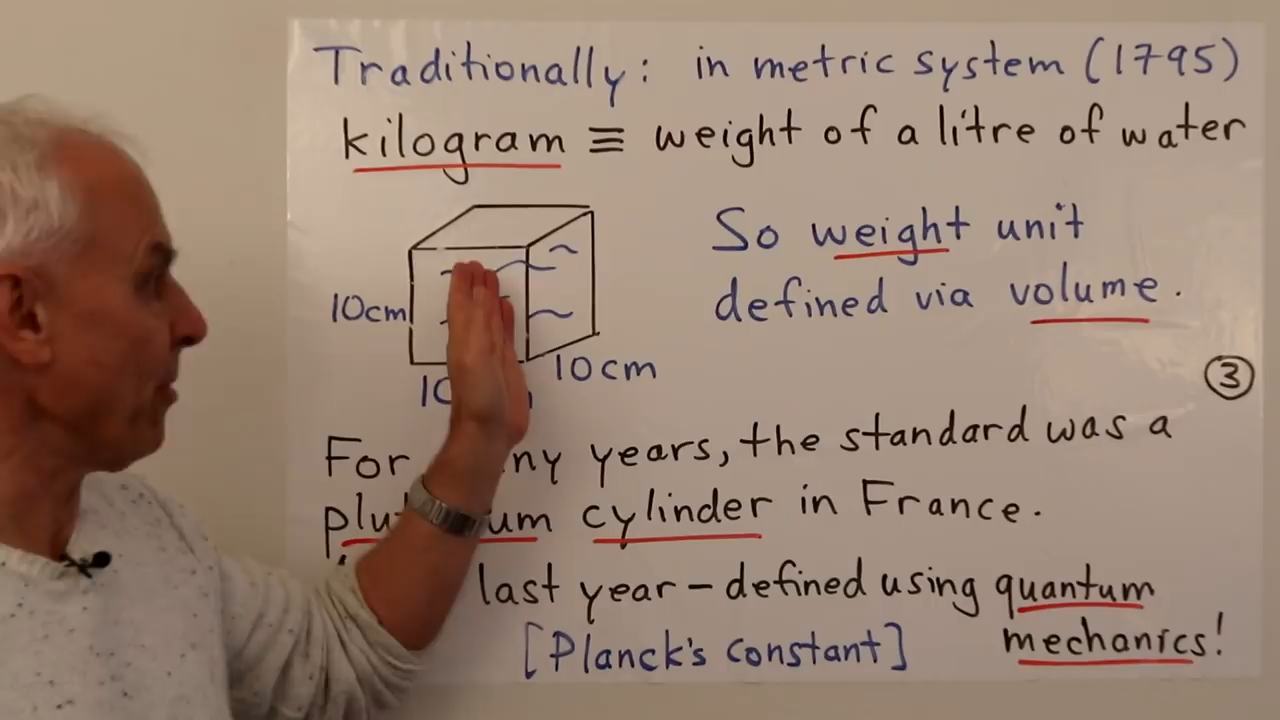 Traditionally: in metric system (1795)
kilogram ≡ weight of a litre of water
So weight unit
defined via volume.
10cm
10cm
3
For years, the standard was a
cylinder in France.
last year – defined using quantum
mechanics!
[Planck's constant]